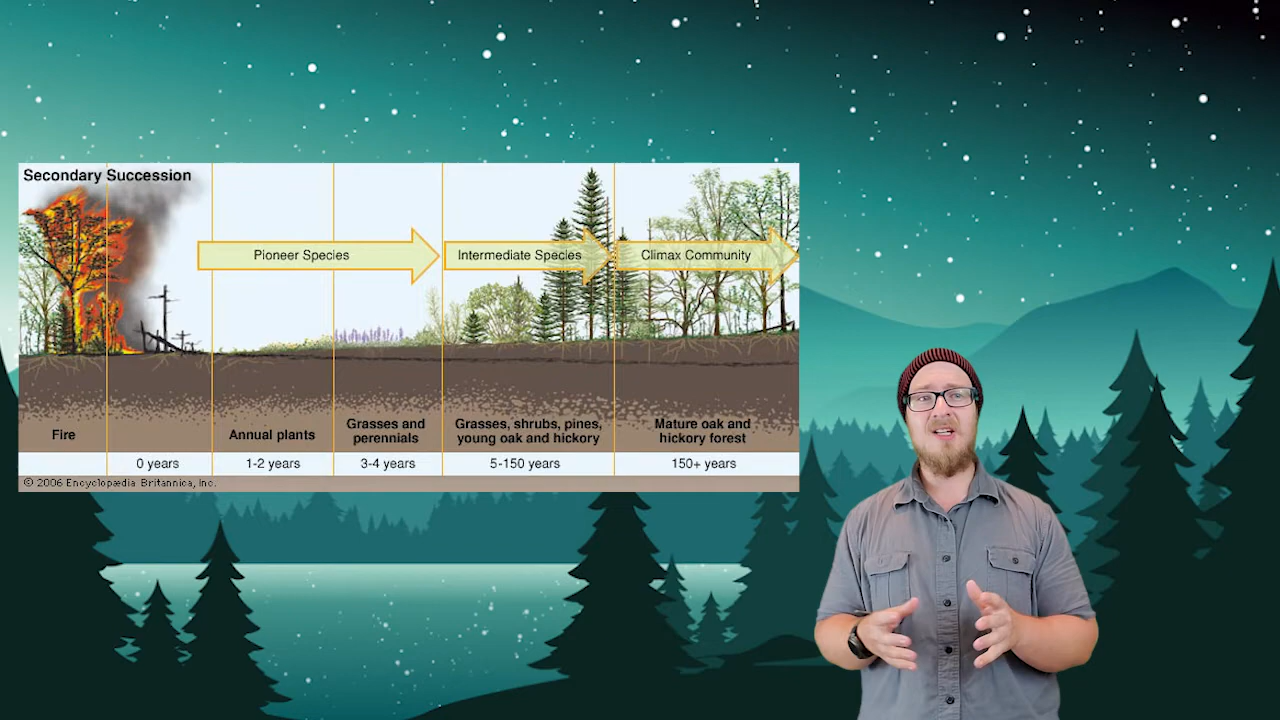 Secondary Succession
Pioneer Species
Intermediate Species
Climax Community
Fire
Annual plants
Grasses and
perennials
Grasses, shrubs, pines,
young oak and hickory
Mature oak and
hickory forest
0 years
1-2 years
3-4 years
5-150 years
150+ years
© 2006 Encyclopædia Britannica, Inc.